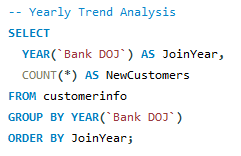 -- Yearly Trend Analysis
SELECT
YEAR(`Bank DOJ`) AS JoinYear,
COUNT(*) AS NewCustomers
FROM customerinfo
GROUP BY YEAR(`Bank DOJ`)
ORDER BY JoinYear;